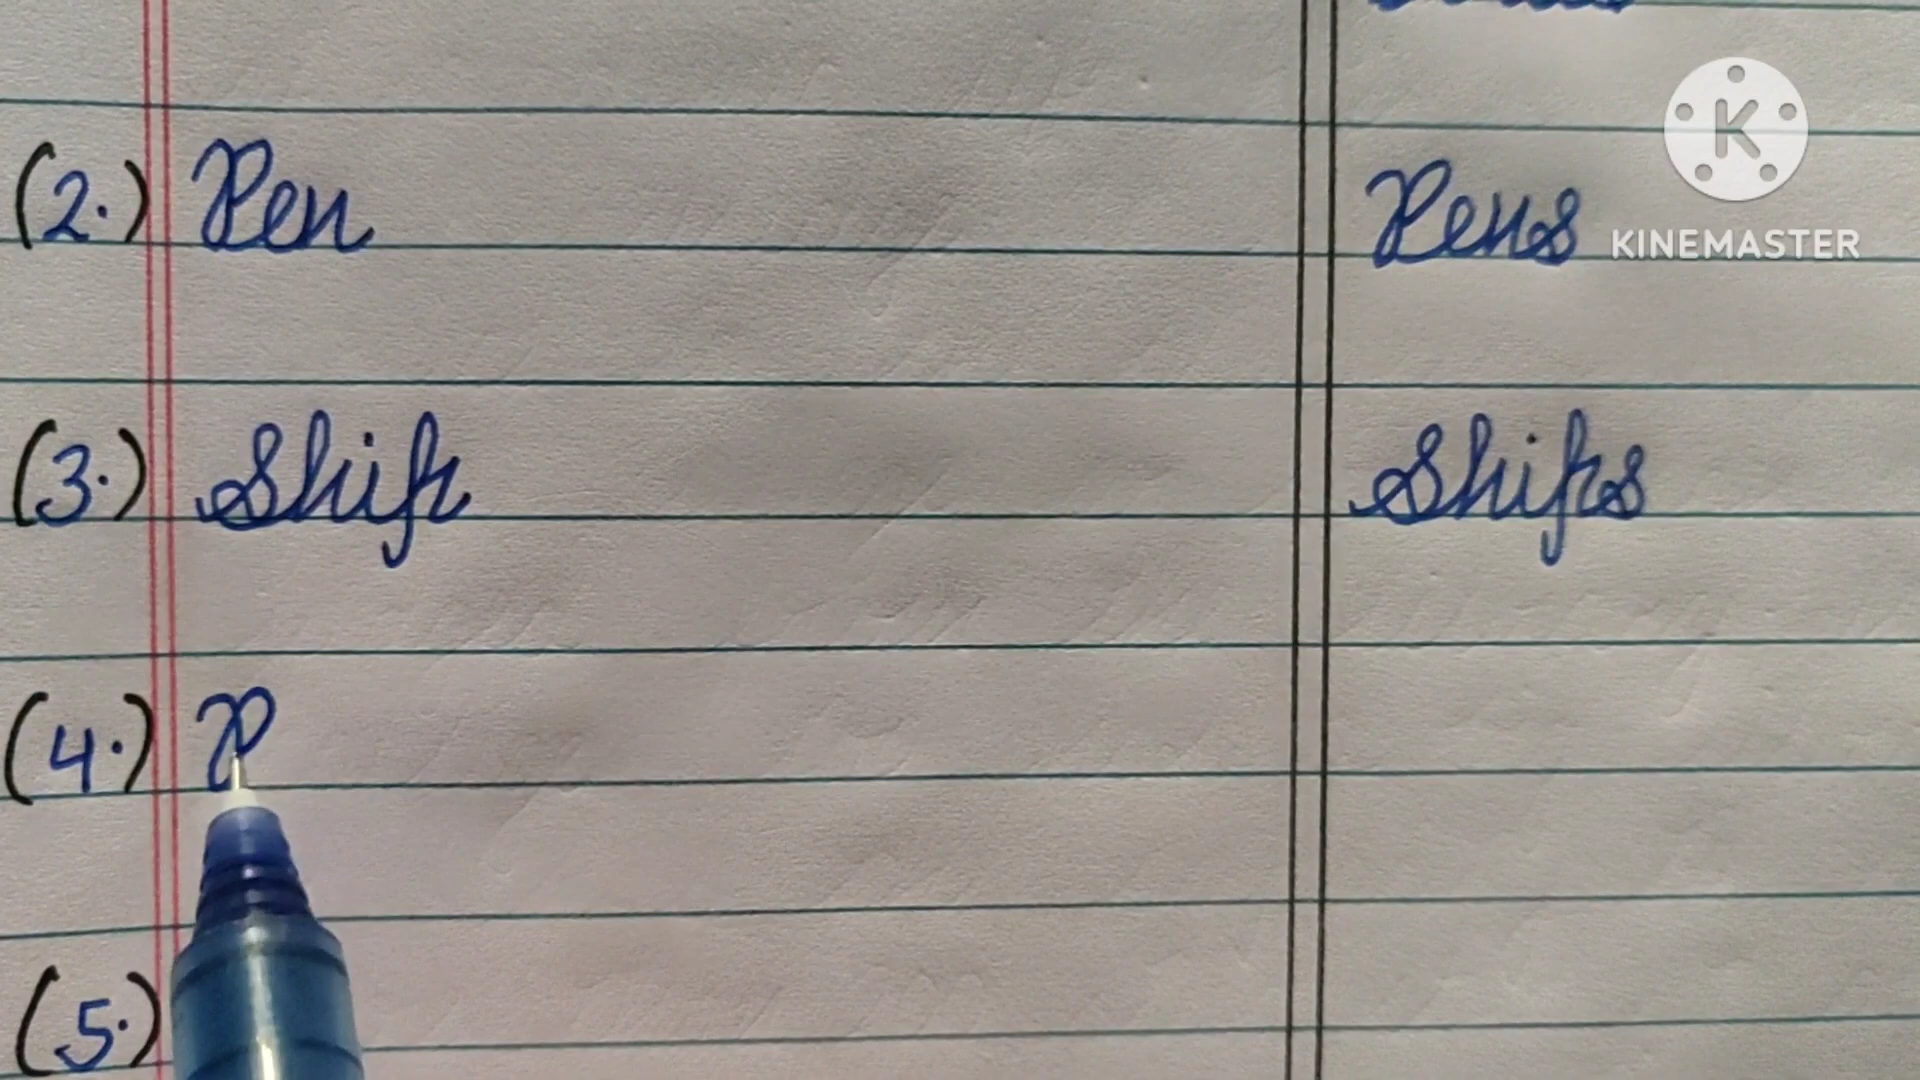 (2.) Pen Pens
KINEMASTER
(3.) Ship Ships
(4.) P
(5.)